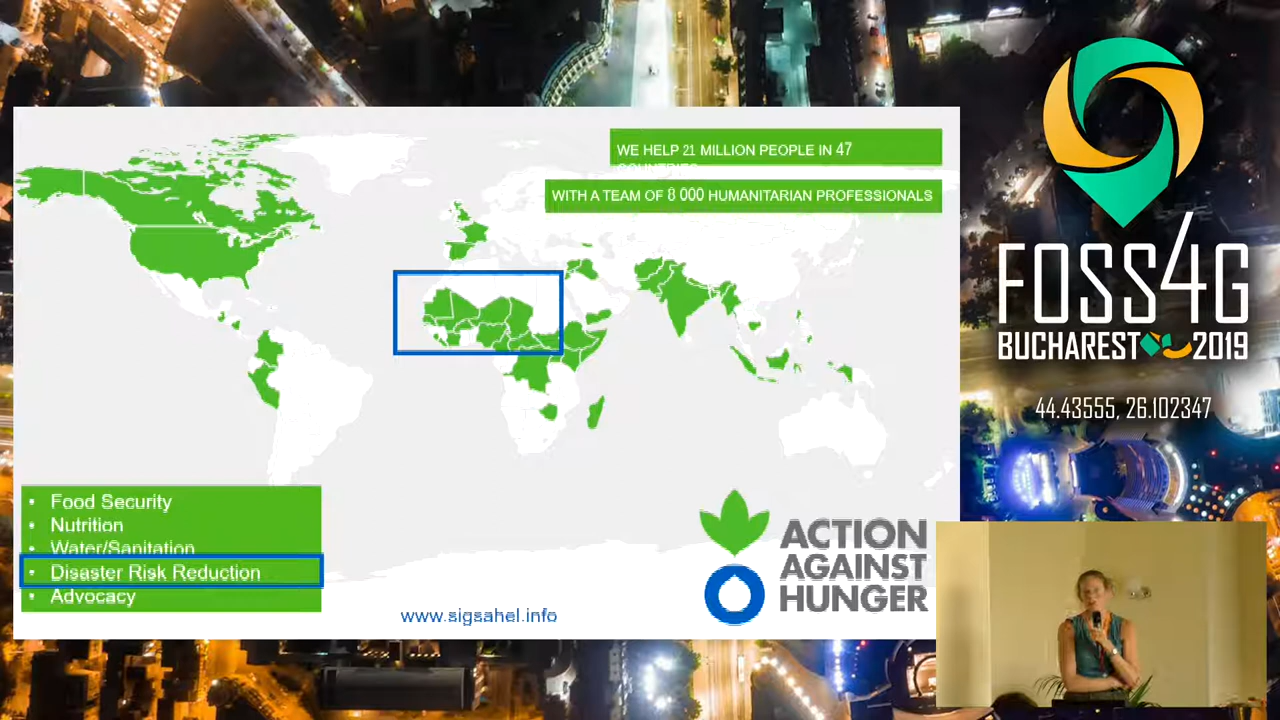 WE HELP 21 MILLION PEOPLE IN 47
COUNTRIES
WITH A TEAM OF 8 000 HUMANITARIAN PROFESSIONALS
• Food Security
• Nutrition
• Water/Sanitation
• Disaster Risk Reduction
• Advocacy
www.sigsahel.info
ACTION
AGAINST
HUNGER
FOSS4G
BUCHAREST 2019
44.43555, 26.102347